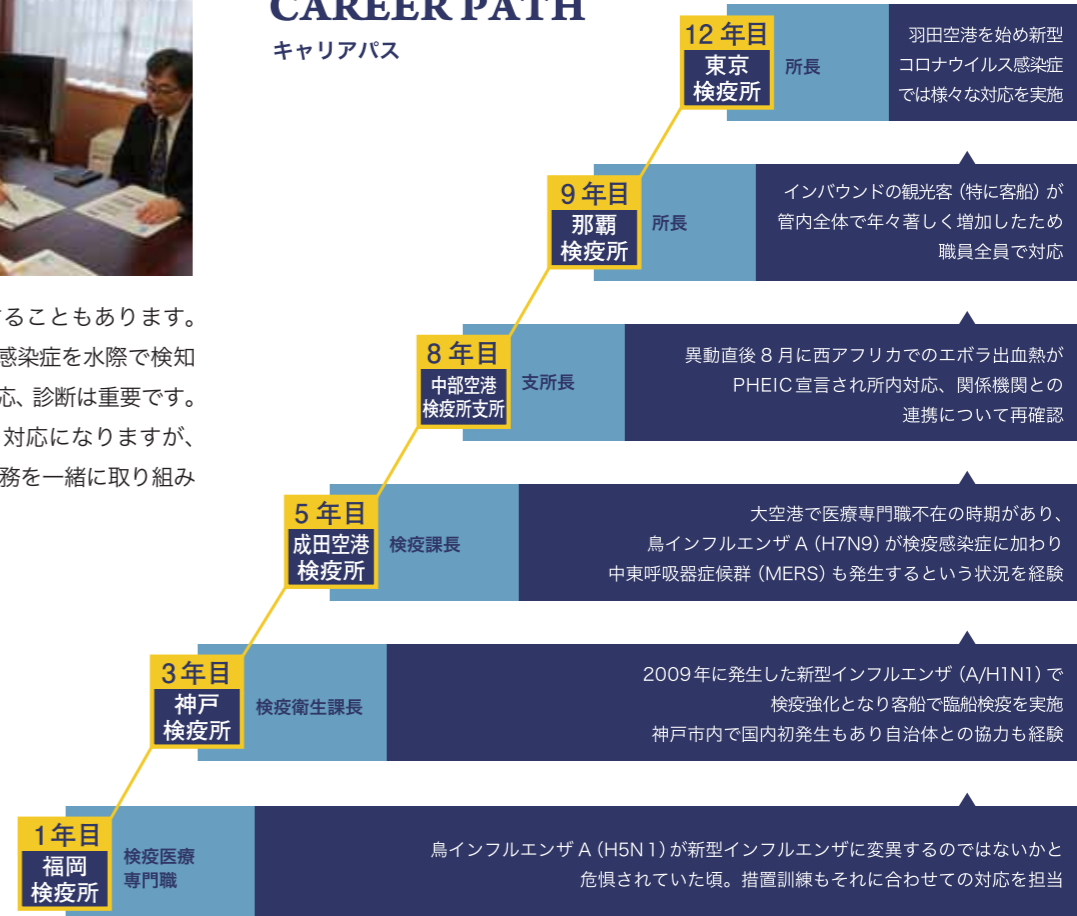 CAREER PATH
キャリアパス
12年目
東京
検疫所
所長
羽田空港を始め新型
コロナウイルス感染症
では様々な対応を実施
9年目
那覇
検疫所
所長
インバウンドの観光客（特に客船）が
管内全体で年々著しく増加したため
職員全員で対応
ることもあります。
感染症を水際で検知
応、診断は重要です。
対応になりますが、
務を一緒に取り組み
8年目
中部空港
検疫所支所
支所長
異動直後8月に西アフリカでのエボラ出血熱が
PHEIC宣言され所内対応、関係機関との
連携について再確認
5年目
成田空港
検疫所
検疫課長
大空港で医療専門職不在の時期があり、
鳥インフルエンザA（H7N9）が検疫感染症に加わり
中東呼吸器症候群（MERS）も発生するという状況を経験
3年目
神戸
検疫所
検疫衛生課長
2009年に発生した新型インフルエンザ（A/H1N1）で
検疫強化となり客船で臨船検疫を実施
神戸市内で国内初発生もあり自治体との協力も経験
1年目
福岡
検疫所
検疫医療
専門職
鳥インフルエンザA（H5N1）が新型インフルエンザに変異するのではないかと
危惧されていた頃。措置訓練もそれに合わせての対応を担当